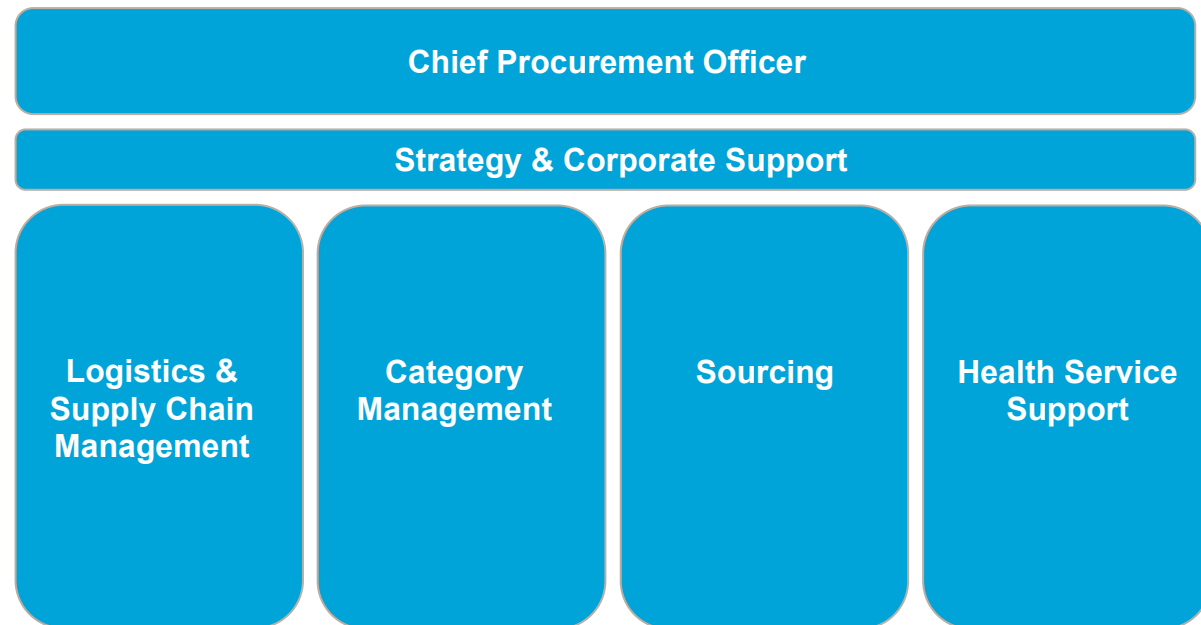 Chief Procurement Officer
Strategy & Corporate Support
Logistics &
Supply Chain
Management
Category
Management
Sourcing
Health Service
Support